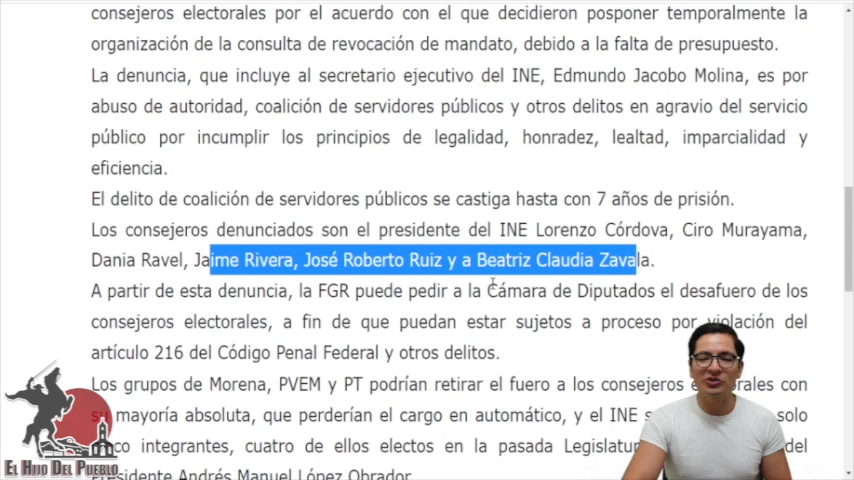 consejeros electorales por el acuerdo con el que decidieron posponer temporalmente la
organización de la consulta de revocación de mandato, debido a la falta de presupuesto.
La denuncia, que incluye al secretario ejecutivo del INE, Edmundo Jacobo Molina, es por
abuso de autoridad, coalición de servidores públicos y otros delitos en agravio del servicio
público por incumplir los principios de legalidad, honradez, lealtad, imparcialidad y
eficiencia.
El delito de coalición de servidores públicos se castiga hasta con 7 años de prisión.
Los consejeros denunciados son el presidente del INE Lorenzo Córdova, Ciro Murayama,
Dania Ravel, Jaime Rivera, José Roberto Ruiz y a Beatriz Claudia Zavala.
A partir de esta denuncia, la FGR puede pedir a la Cámara de Diputados el desafuero de los
consejeros electorales, a fin de que puedan estar sujetos a proceso por violación del
artículo 216 del Código Penal Federal y otros delitos.
Los grupos de Morena, PVEM y PT podrían retirar el fuero a los consejeros con
su mayoría absoluta, que perderían el cargo en automático, y el INE solo
integrantes, cuatro de ellos electos en la pasada del
Presidente Andrés Manuel López Obrador.
EL HIJO DEL PUEBLO